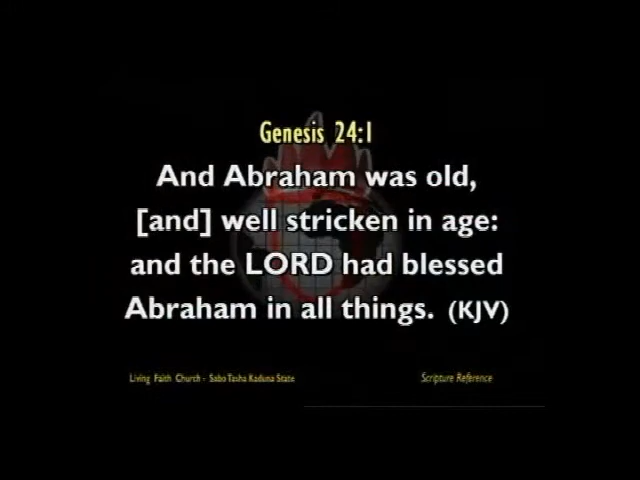 Genesis 24:1
And Abraham was old,
[and] well stricken in age:
and the LORD had blessed
Abraham in all things. (KJV)
Living Faith Church - Sabo Tasha Kaduna State
Scripture Reference